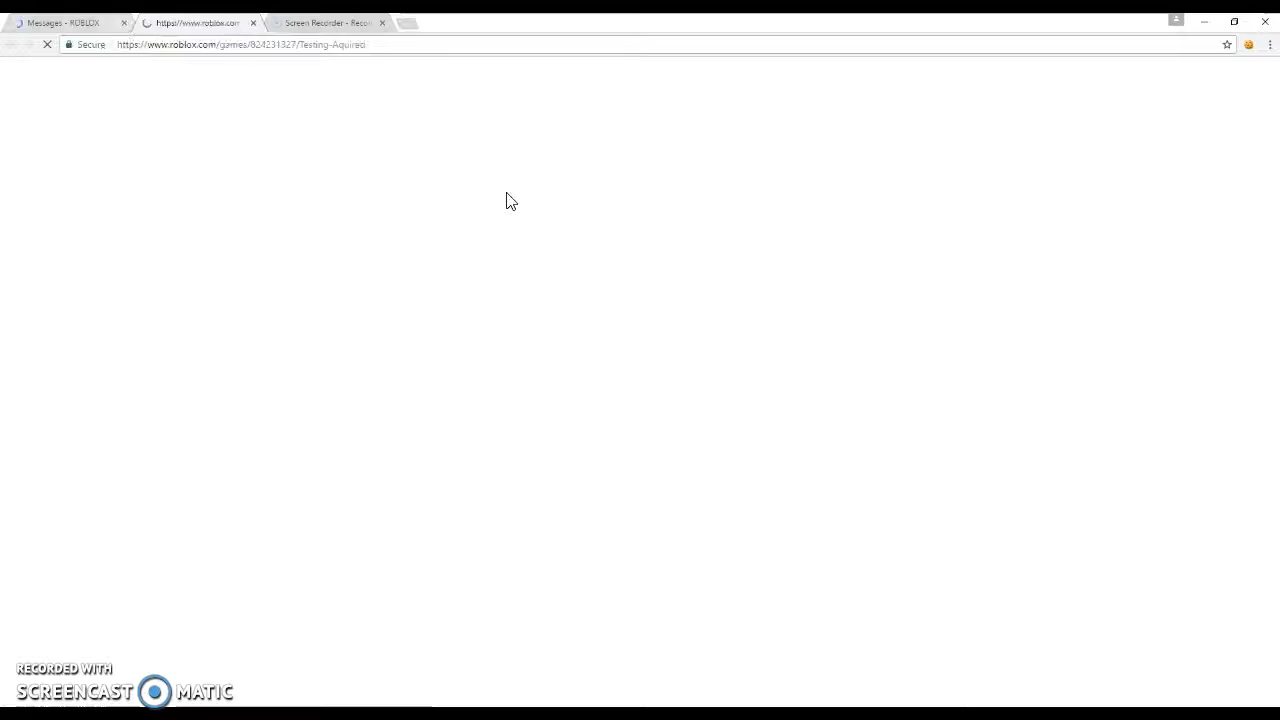 Messages - ROBLOX
https://www.roblox.com
Screen Recorder - Recor
Secure
https://www.roblox.com/games/824231327/Testing-Aquired
RECORDED WITH
SCREENCAST MATIC